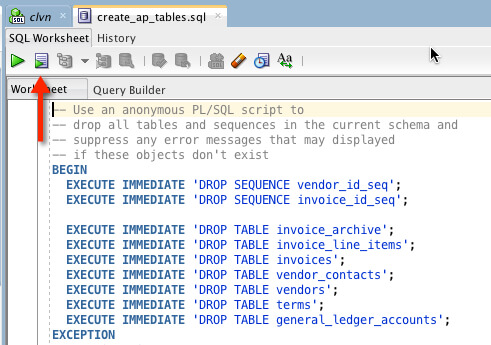 SQL clvn create_ap_tables.sql
SQL Worksheet History
Aa
Query Builder
-- Use an anonymous PL/SQL script to
-- drop all tables and sequences in the current schema and
-- suppress any error messages that may displayed
-- if these objects don't exist
BEGIN
EXECUTE IMMEDIATE 'DROP SEQUENCE vendor_id_seq';
EXECUTE IMMEDIATE 'DROP SEQUENCE invoice_id_seq';
EXECUTE IMMEDIATE 'DROP TABLE invoice_archive';
EXECUTE IMMEDIATE 'DROP TABLE invoice_line_items';
EXECUTE IMMEDIATE 'DROP TABLE invoices';
EXECUTE IMMEDIATE 'DROP TABLE vendor_contacts';
EXECUTE IMMEDIATE 'DROP TABLE vendors';
EXECUTE IMMEDIATE 'DROP TABLE terms';
EXECUTE IMMEDIATE 'DROP TABLE general_ledger_accounts';
EXCEPTION